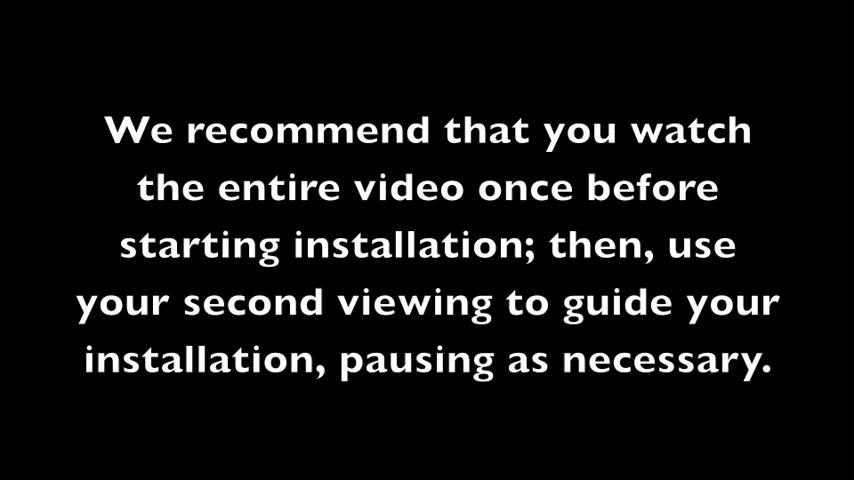 We recommend that you watch
the entire video once before
starting installation; then, use
your second viewing to guide your
installation, pausing as necessary.